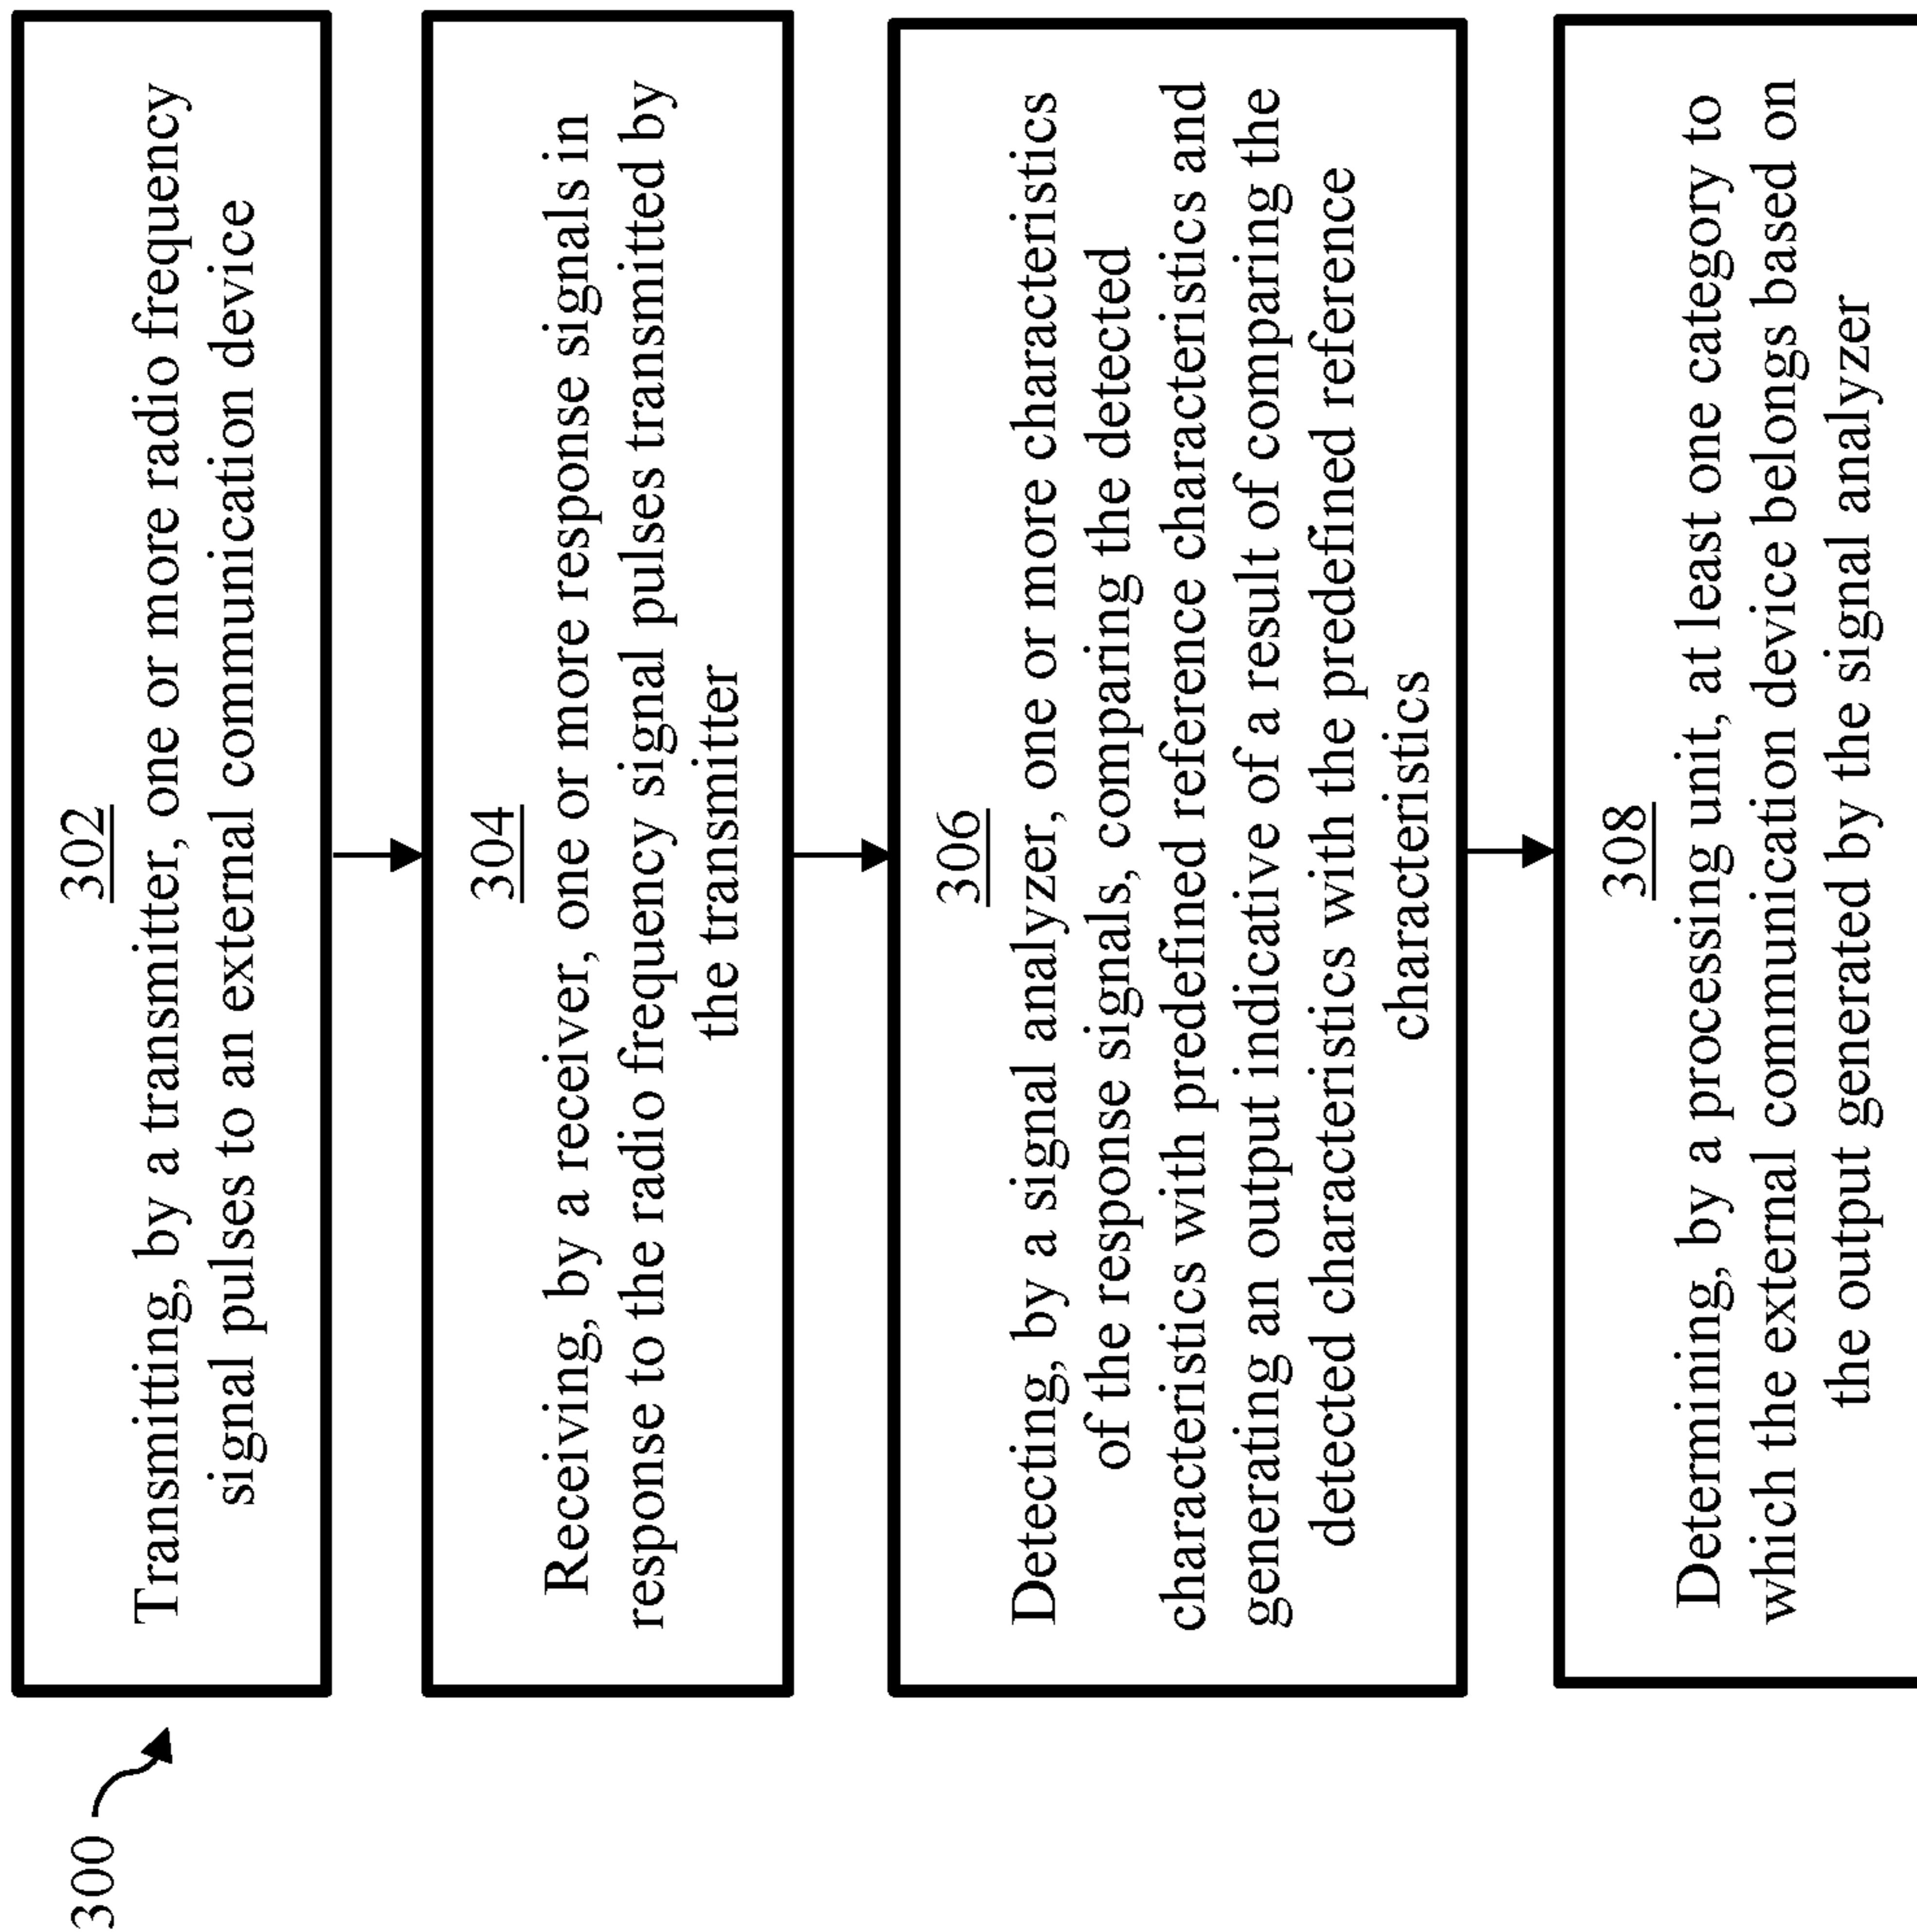 300
302
Transmitting, by a transmitter, one or more radio frequency
signal pulses to an external communication device
304
Receiving, by a receiver, one or more response signals in
response to the radio frequency signal pulses transmitted by
the transmitter
306
Detecting, by a signal analyzer, one or more characteristics
of the response signals, comparing the detected
characteristics with predefined reference characteristics and
generating an output indicative of a result of comparing the
detected characteristics with the predefined reference
characteristics
308
Determining, by a processing unit, at least one category to
which the external communication device belongs based on
the output generated by the signal analyzer